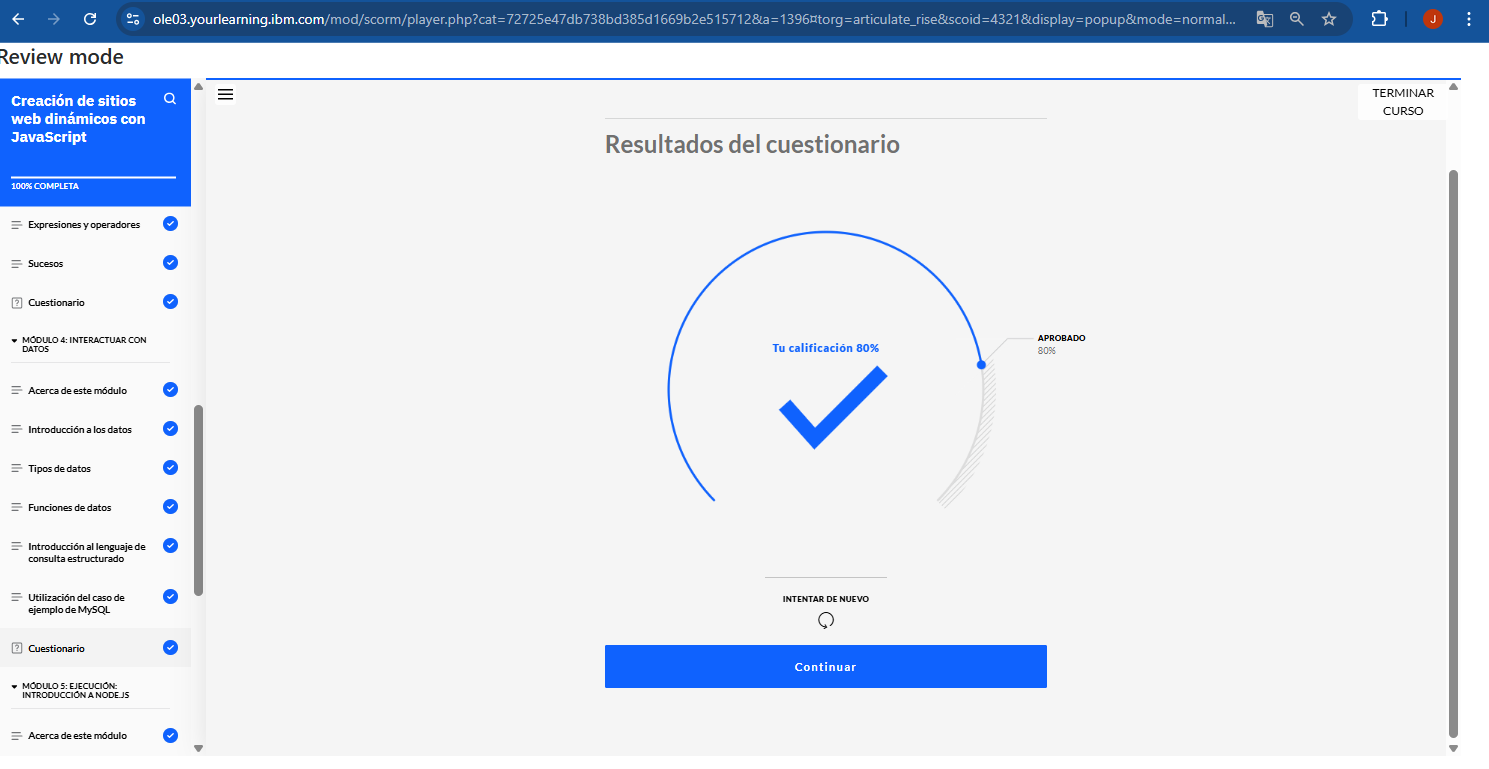 ole03.yourlearning.ibm.com/mod/scorm/player.php?cat=72725e47db738bd385d1669b2e515712&a=1396¤torg=articulate_rise&scoid=4321&display=popup&mode=normal...
J
Review mode
Creación de sitios
web dinámicos con
JavaScript
100% COMPLETA
Expresiones y operadores
Sucesos
Cuestionario
MÓDULO 4: INTERACTUAR CON
DATOS
Acerca de este módulo
Introducción a los datos
Tipos de datos
Funciones de datos
Introducción al lenguaje de
consulta estructurado
Utilización del caso de
ejemplo de MySQL
Cuestionario
MÓDULO 5: EJECUCIÓN:
INTRODUCCIÓN A NODE.JS
Acerca de este módulo
TERMINAR
CURSO
Resultados del cuestionario
Tu calificación 80%
APROBADO
80%
INTENTAR DE NUEVO
Continuar